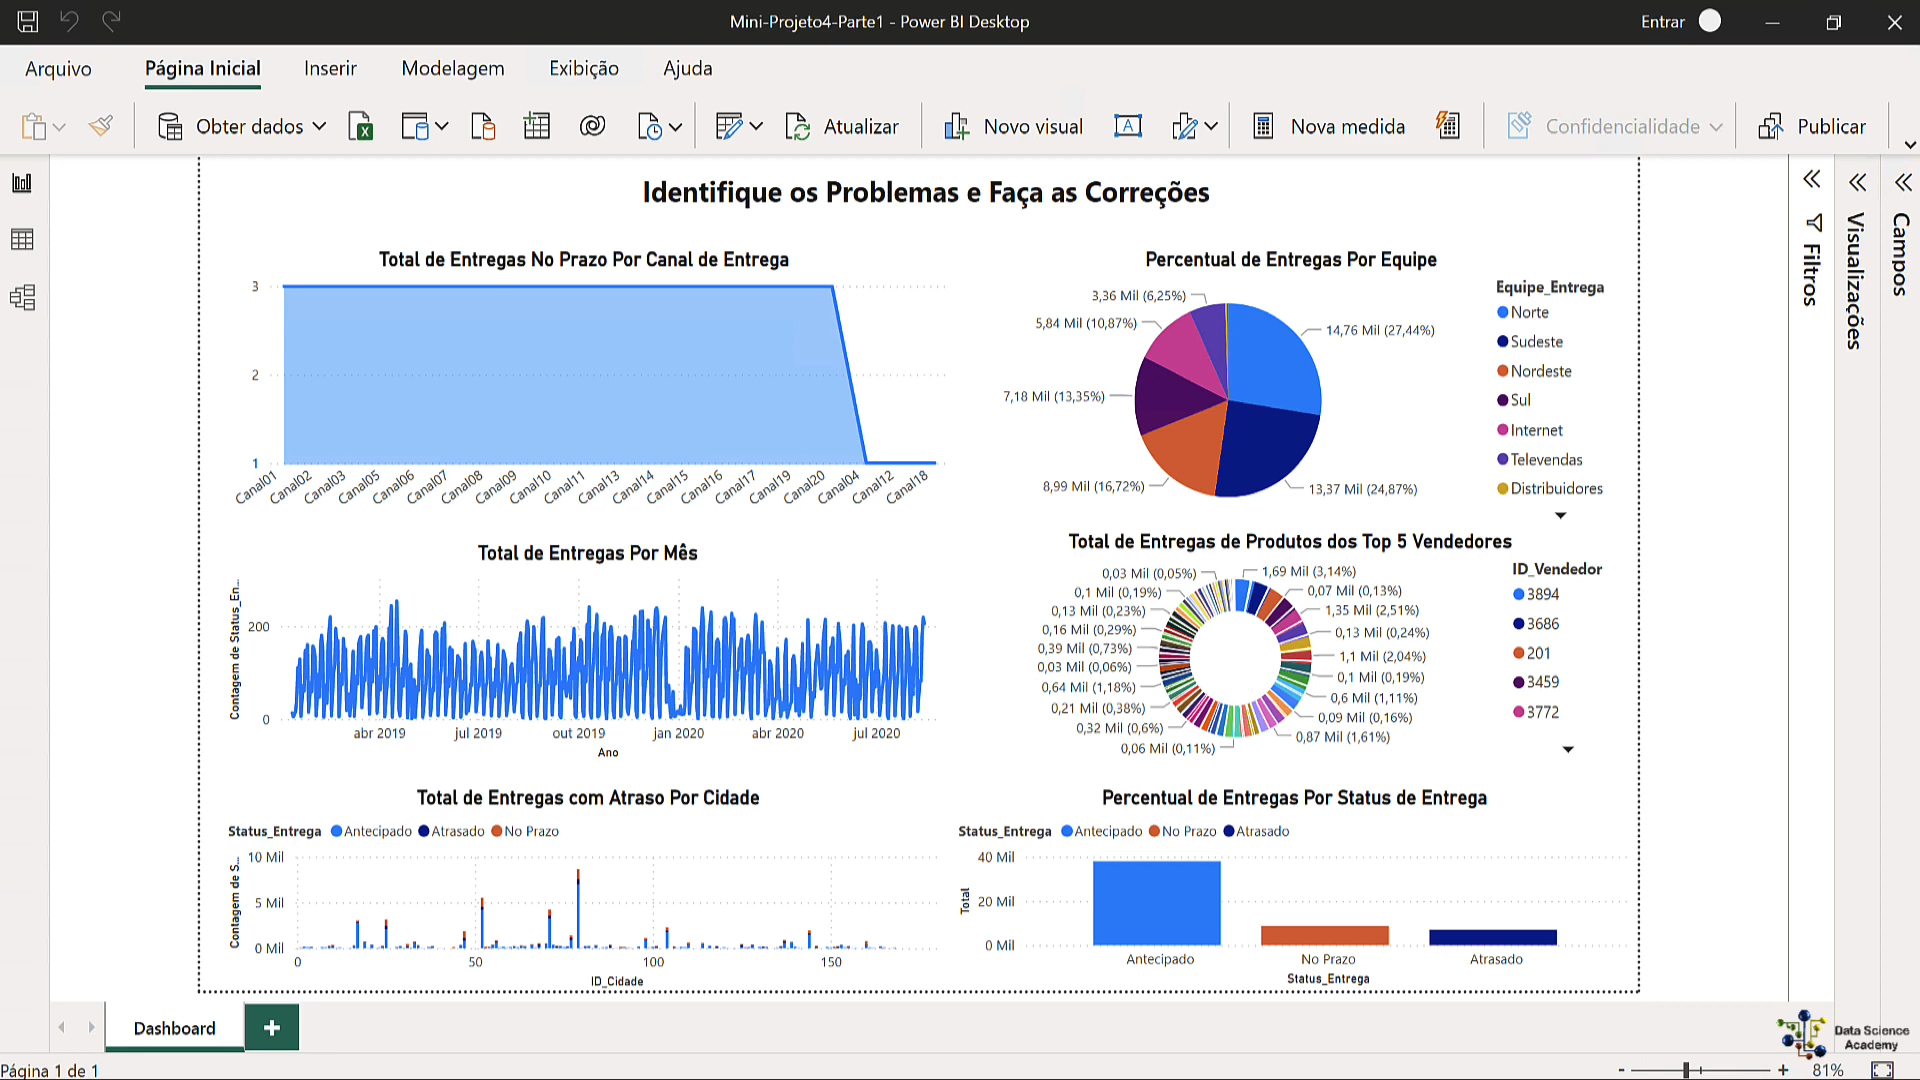 Mini-Projeto4-Parte1 - Power BI Desktop
Entrar
Arquivo
Página Inicial
Inserir
Modelagem
Exibição
Ajuda
Obter dados
Atualizar
Novo visual
Nova medida
Confidencialidade
Publicar
Identifique os Problemas e Faça as Correções
Total de Entregas No Prazo Por Canal de Entrega
3
2
1
Canal01
Canal02
Canal03
Canal05
Canal06
Canal07
Canal08
Canal09
Canal10
Canal11
Canal13
Canal14
Canal15
Canal16
Canal17
Canal19
Canal20
Canal04
Canal12
Canal18
Percentual de Entregas Por Equipe
3,36 Mil (6,25%)
5,84 Mil (10,87%)
7,18 Mil (13,35%)
8,99 Mil (16,72%)
14,76 Mil (27,44%)
13,37 Mil (24,87%)
Equipe_Entrega
Norte
Sudeste
Nordeste
Sul
Internet
Televendas
Distribuidores
Total de Entregas Por Mês
Contagem de Status_En...
200
0
abr 2019
jul 2019
out 2019
jan 2020
abr 2020
jul 2020
Ano
Total de Entregas de Produtos dos Top 5 Vendedores
0,03 Mil (0,05%)
0,1 Mil (0,19%)
0,13 Mil (0,23%)
0,16 Mil (0,29%)
0,39 Mil (0,73%)
0,03 Mil (0,06%)
0,64 Mil (1,18%)
0,21 Mil (0,38%)
0,32 Mil (0,6%)
0,06 Mil (0,11%)
1,69 Mil (3,14%)
0,07 Mil (0,13%)
1,35 Mil (2,51%)
0,13 Mil (0,24%)
1,1 Mil (2,04%)
0,1 Mil (0,19%)
0,6 Mil (1,11%)
0,09 Mil (0,16%)
0,87 Mil (1,61%)
ID_Vendedor
3894
3686
201
3459
3772
Total de Entregas com Atraso Por Cidade
Status_Entrega Antecipado Atrasado No Prazo
Contagem de S...
10 Mil
5 Mil
0 Mil
0
50
100
150
ID_Cidade
Percentual de Entregas Por Status de Entrega
Status_Entrega Antecipado No Prazo Atrasado
Total
40 Mil
20 Mil
0 Mil
Antecipado
No Prazo
Atrasado
Status_Entrega
Filtros
Visualizações
Campos
Dashboard
Data Science
Academy
Página 1 de 1
81%